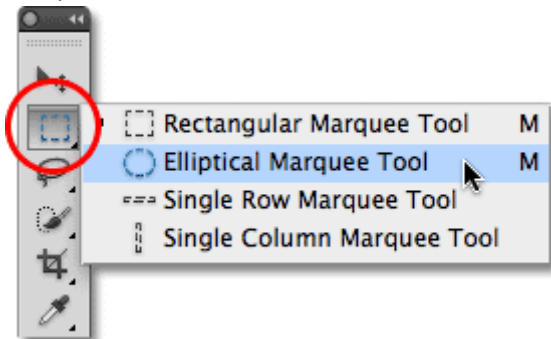 Rectangular Marquee Tool M
Elliptical Marquee Tool M
Single Row Marquee Tool
Single Column Marquee Tool